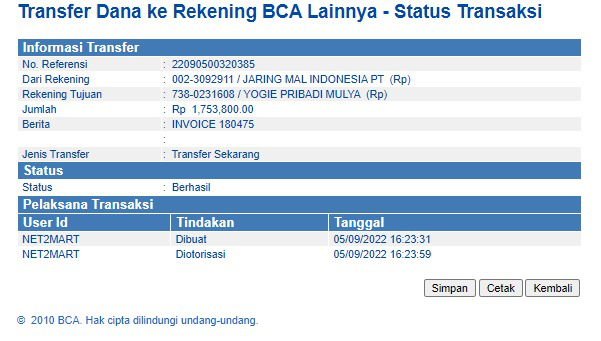 Transfer Dana ke Rekening BCA Lainnya - Status Transaksi
Informasi Transfer
No. Referensi : 22090500320385
Dari Rekening : 002-3092911 / JARING MAL INDONESIA PT (Rp)
Rekening Tujuan : 738-0231608 / YOGIE PRIBADI MULYA (Rp)
Jumlah : Rp 1,753,800.00
Berita : INVOICE 180475
:
Jenis Transfer : Transfer Sekarang
Status
Status : Berhasil
Pelaksana Transaksi
User Id Tindakan Tanggal
NET2MART Dibuat 05/09/2022 16:23:31
NET2MART Diotorisasi 05/09/2022 16:23:59
Simpan Cetak Kembali
© 2010 BCA. Hak cipta dilindungi undang-undang.